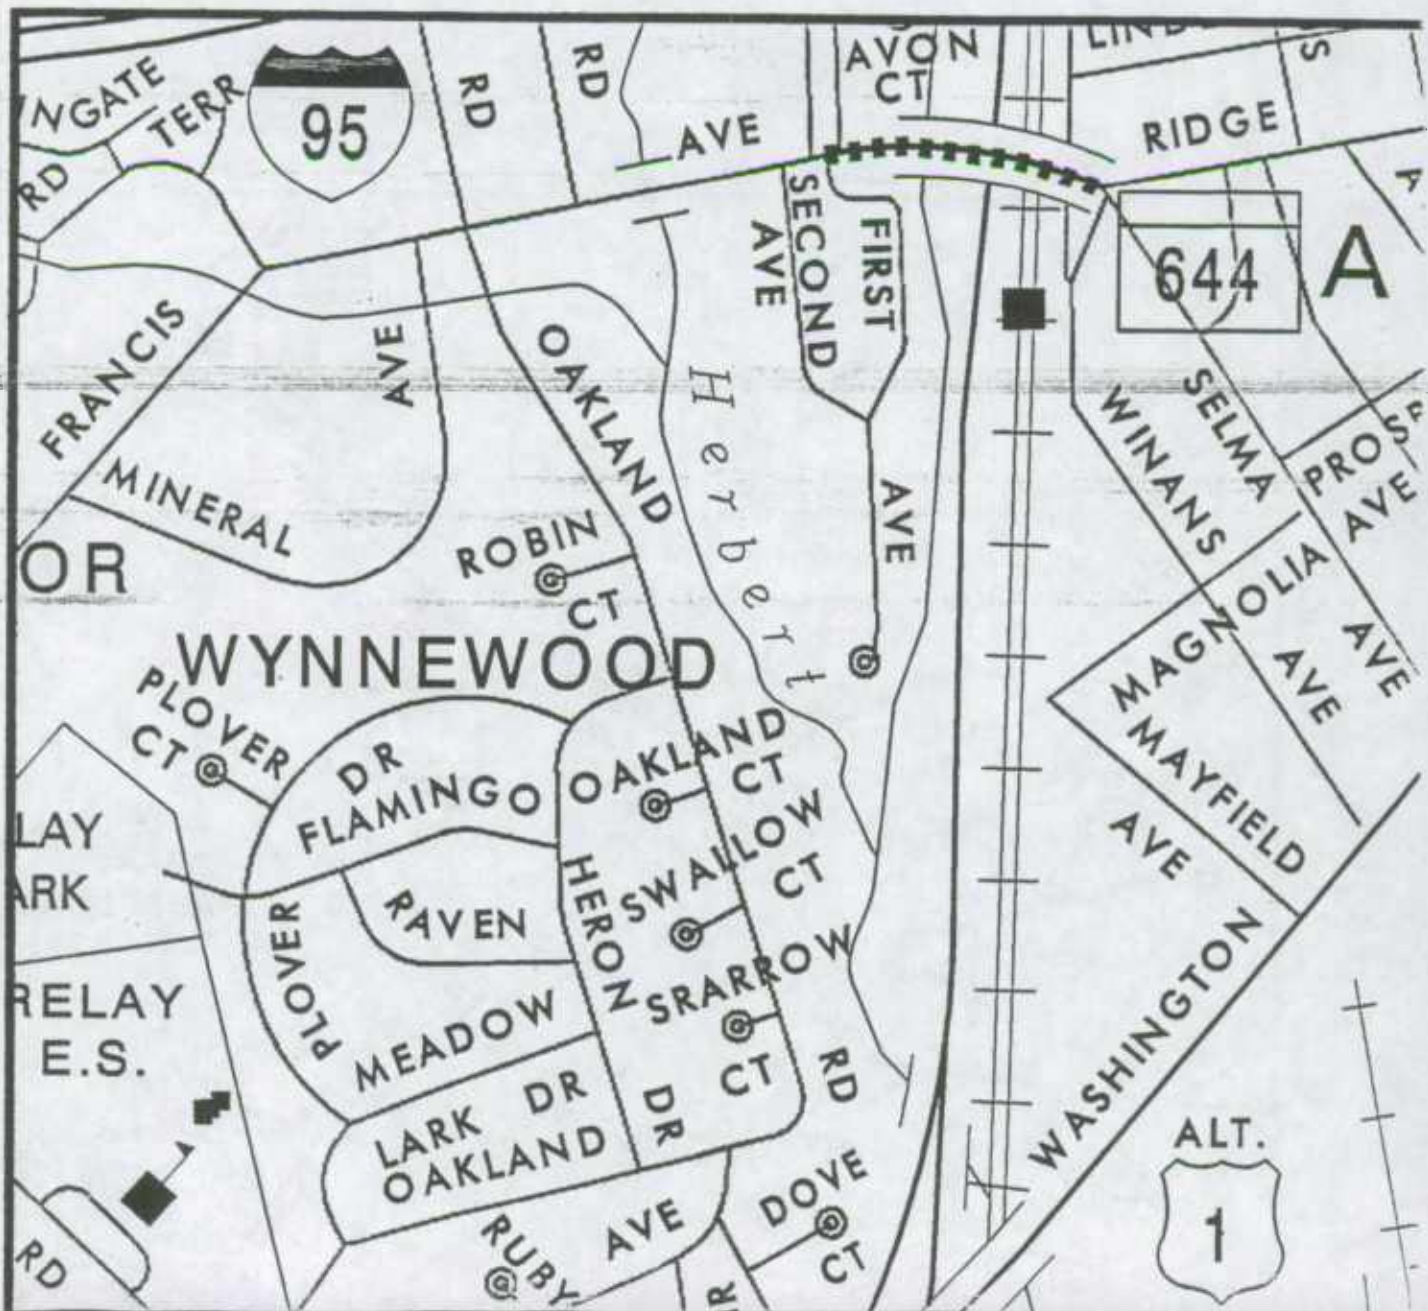 AVON
CT
RD
RD
NGATE
TERR
RD
95
AVE
RIDGE
S
A
SECOND
AVE
FIRST
AVE
644
A
FRANCIS
MINERAL
AVE
OAKLAND
Herbert
WINANS
AVE
SELMA
AVE
PROS
AVE
ROBIN
CT
OR
WYNNEWOOD
MAGNOLIA
MAYFIELD
AVE
PLOVER
CT
DR
FLAMINGO
OAKLAND
CT
LAY
ARK
SWALLOW
CT
HERON
DR
RAVEN
PLOVER
SRARROW
CT
RD
RELAY
E.S.
MEADOW
LARK DR
OAKLAND
WASHINGTON
ALT.
1
RUBY
AVE
DOVE
CT
RD
R